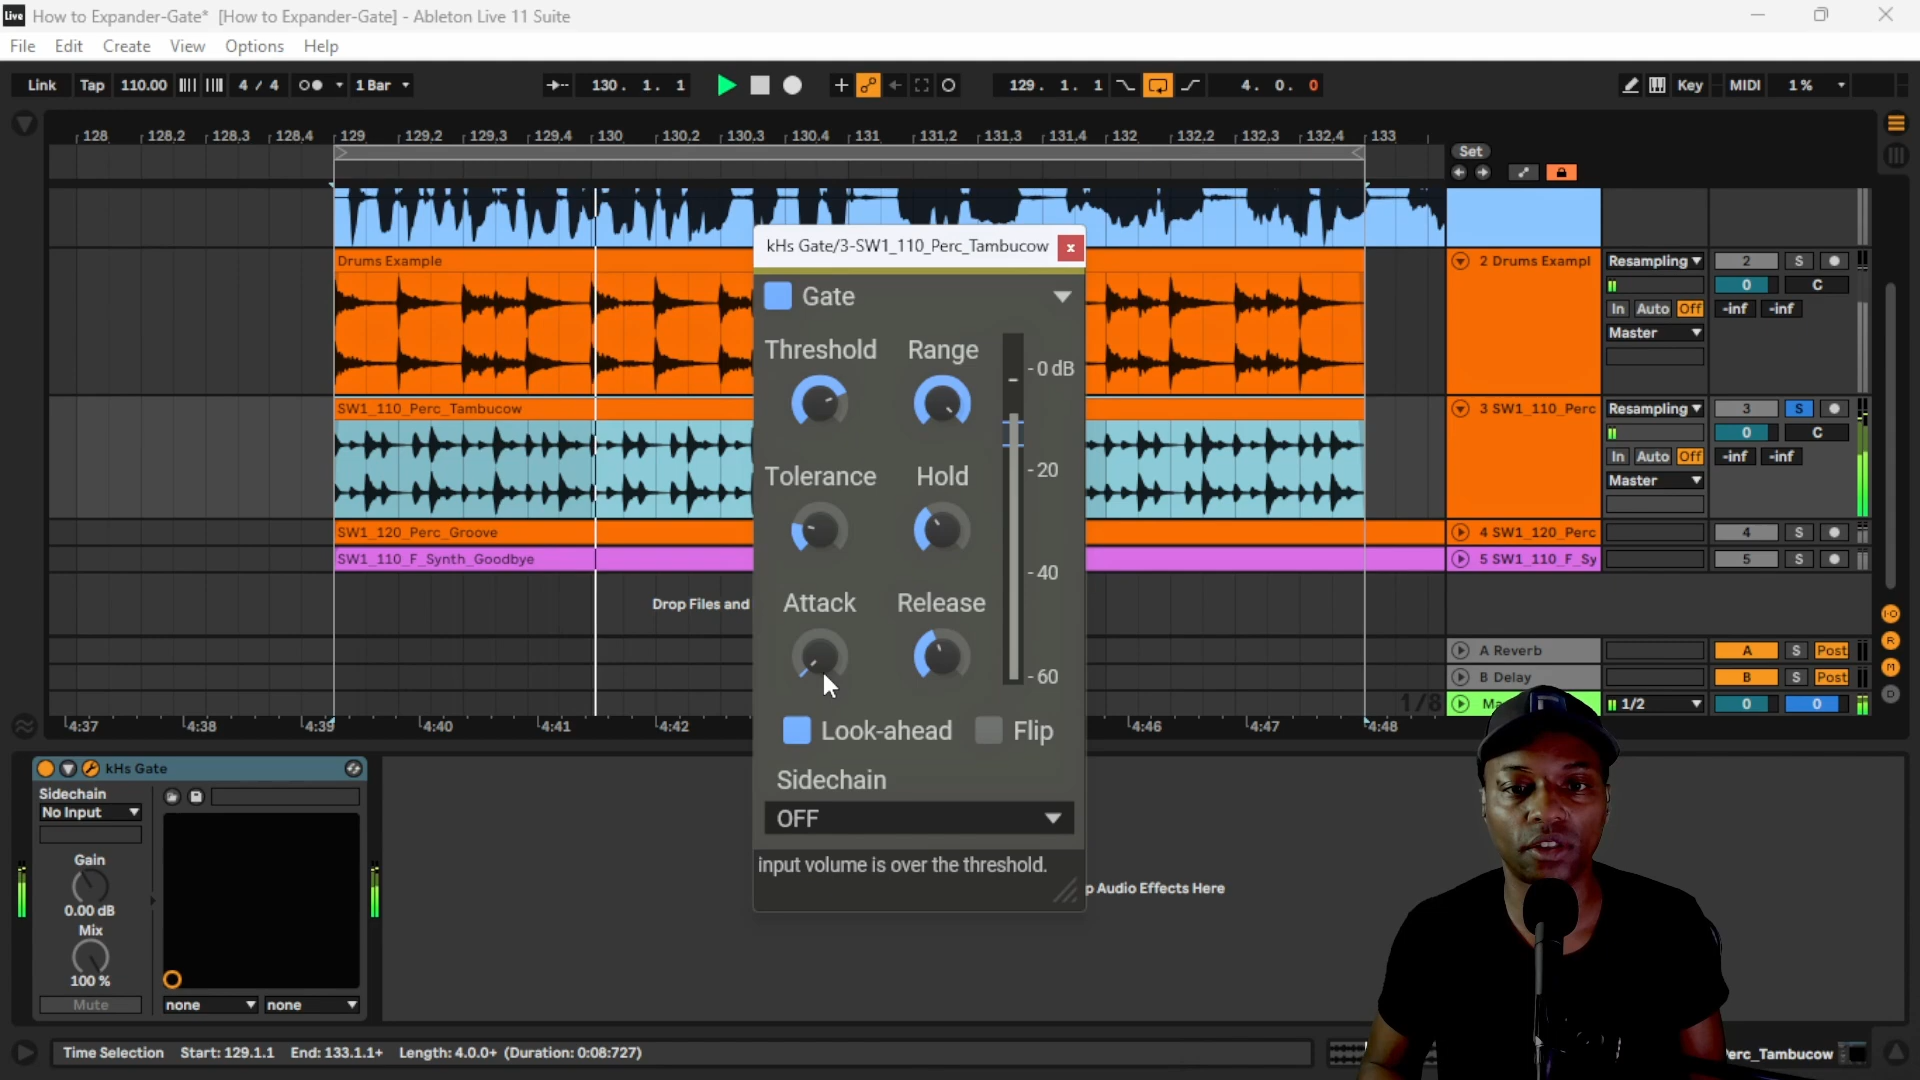 Live How to Expander-Gate* [How to Expander-Gate] - Ableton Live 11 Suite
File Edit Create View Options Help
Link Tap 110.00 4 / 4 1 Bar 130. 1. 1 129. 1. 1 4. 0. 0 Key MIDI 1 %
128 128.2 128.3 128.4 129 129.2 129.3 129.4 130 130.2 130.3 130.4 131 131.2 131.3 131.4 132 132.2 132.3 132.4 133
Set
kHs Gate/3-SW1_110_Perc_Tambucow x
Drums Example
2 Drums Exampl Resampling 2 S
0 C
In Auto Off -inf -inf
Master
Gate
Threshold Range
-0 dB
-20
-40
-60
SW1_110_Perc_Tambucow
3 SW1_110_Perc Resampling 3 S
0 C
In Auto Off -inf -inf
Master
Tolerance Hold
SW1_120_Perc_Groove
4 SW1_120_Perc 4 S
SW1_110_F_Synth_Goodbye
5 SW1_110_F_Sy 5 S
Drop Files and
Attack Release
A Reverb A S Post
B Delay B S Post
1/8 Ma 1/2 0 0
I-O
R
M
D
4:37 4:38 4:39 4:40 4:41 4:42 4:46 4:47 4:48
Look-ahead Flip
Sidechain
OFF
input volume is over the threshold.
kHs Gate
Sidechain
No Input
Gain
0.00 dB
Mix
100 %
Mute none none
p Audio Effects Here
Time Selection Start: 129.1.1 End: 133.1.1+ Length: 4.0.0+ (Duration: 0:08:727)
erc_Tambucow